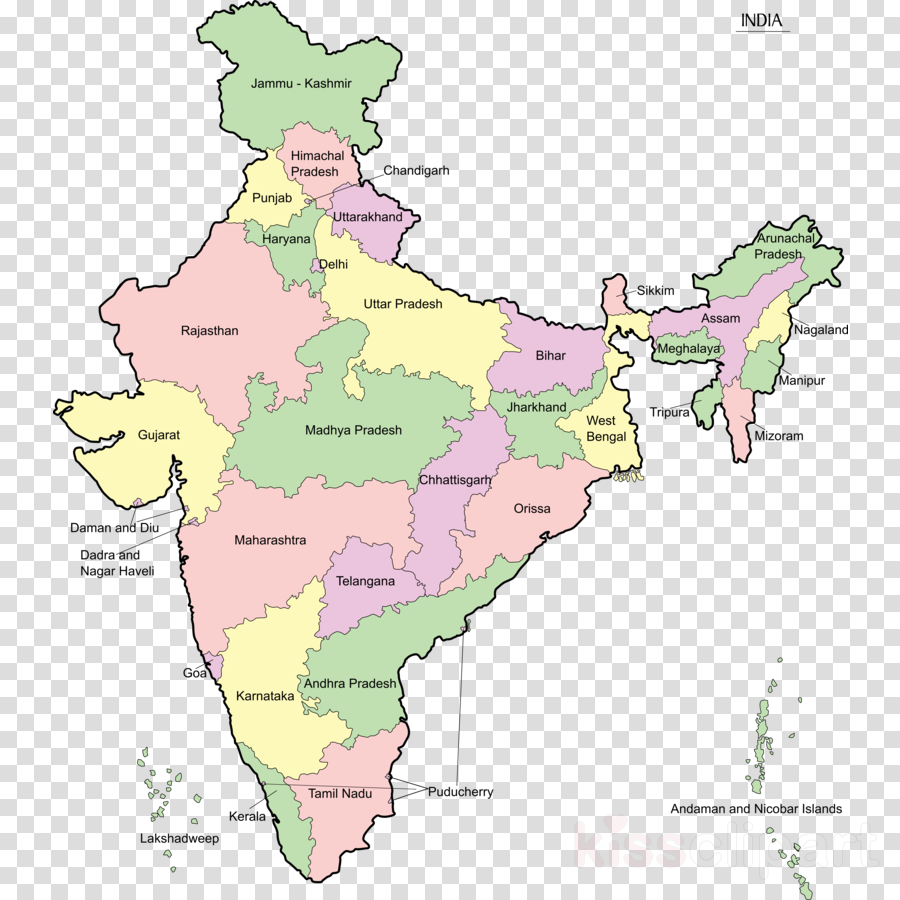 INDIA
Jammu - Kashmir
Himachal
Pradesh
Chandigarh
Punjab
Uttarakhand
Haryana
Delhi
Arunachal
Pradesh
Sikkim
Uttar Pradesh
Assam
Rajasthan
Nagaland
Meghalaya
Bihar
Manipur
Jharkhand
Tripura
West
Bengal
Gujarat
Madhya Pradesh
Mizoram
Chhattisgarh
Orissa
Daman and Diu
Maharashtra
Dadra and
Nagar Haveli
Telangana
Goa
Andhra Pradesh
Karnataka
Tamil Nadu
Puducherry
Kerala
Andaman and Nicobar Islands
Lakshadweep
kissclipart